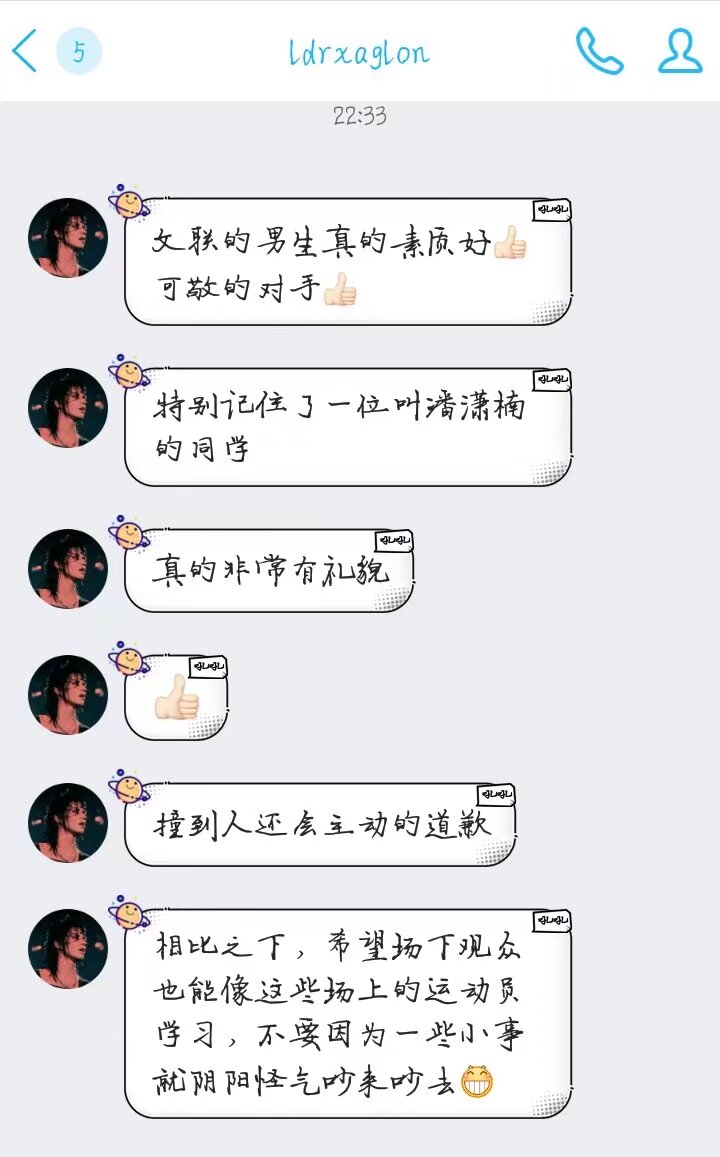 5
ldrxaglon
22:33
文联的男生真的素质好👍🏻
可敬的对手👍🏻
特别记住了一位叫潘潇楠
的同学
真的非常有礼貌
👍🏻
撞到人还会主动的道歉
相比之下，希望场下观众
也能像这些场上的运动员
学习，不要因为一些小事
就阴阳怪气吵来吵去😁